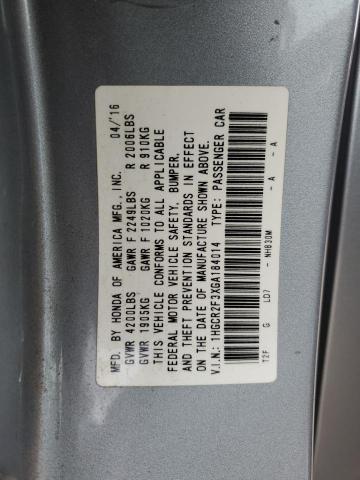 MFD. BY HONDA OF AMERICA MFG., INC. 04/'16
GVWR 4200LBS GAWR F 2249LBS R 2006LBS
GVWR 1905KG GAWR F 1020KG R 910KG
THIS VEHICLE CONFORMS TO ALL APPLICABLE
FEDERAL MOTOR VEHICLE SAFETY, BUMPER,
AND THEFT PREVENTION STANDARDS IN EFFECT
ON THE DATE OF MANUFACTURE SHOWN ABOVE.
V.I.N.: 1HGCR2F3XGA184014 TYPE: PASSENGER CAR
T2F G LD7 - NH830M - A - A